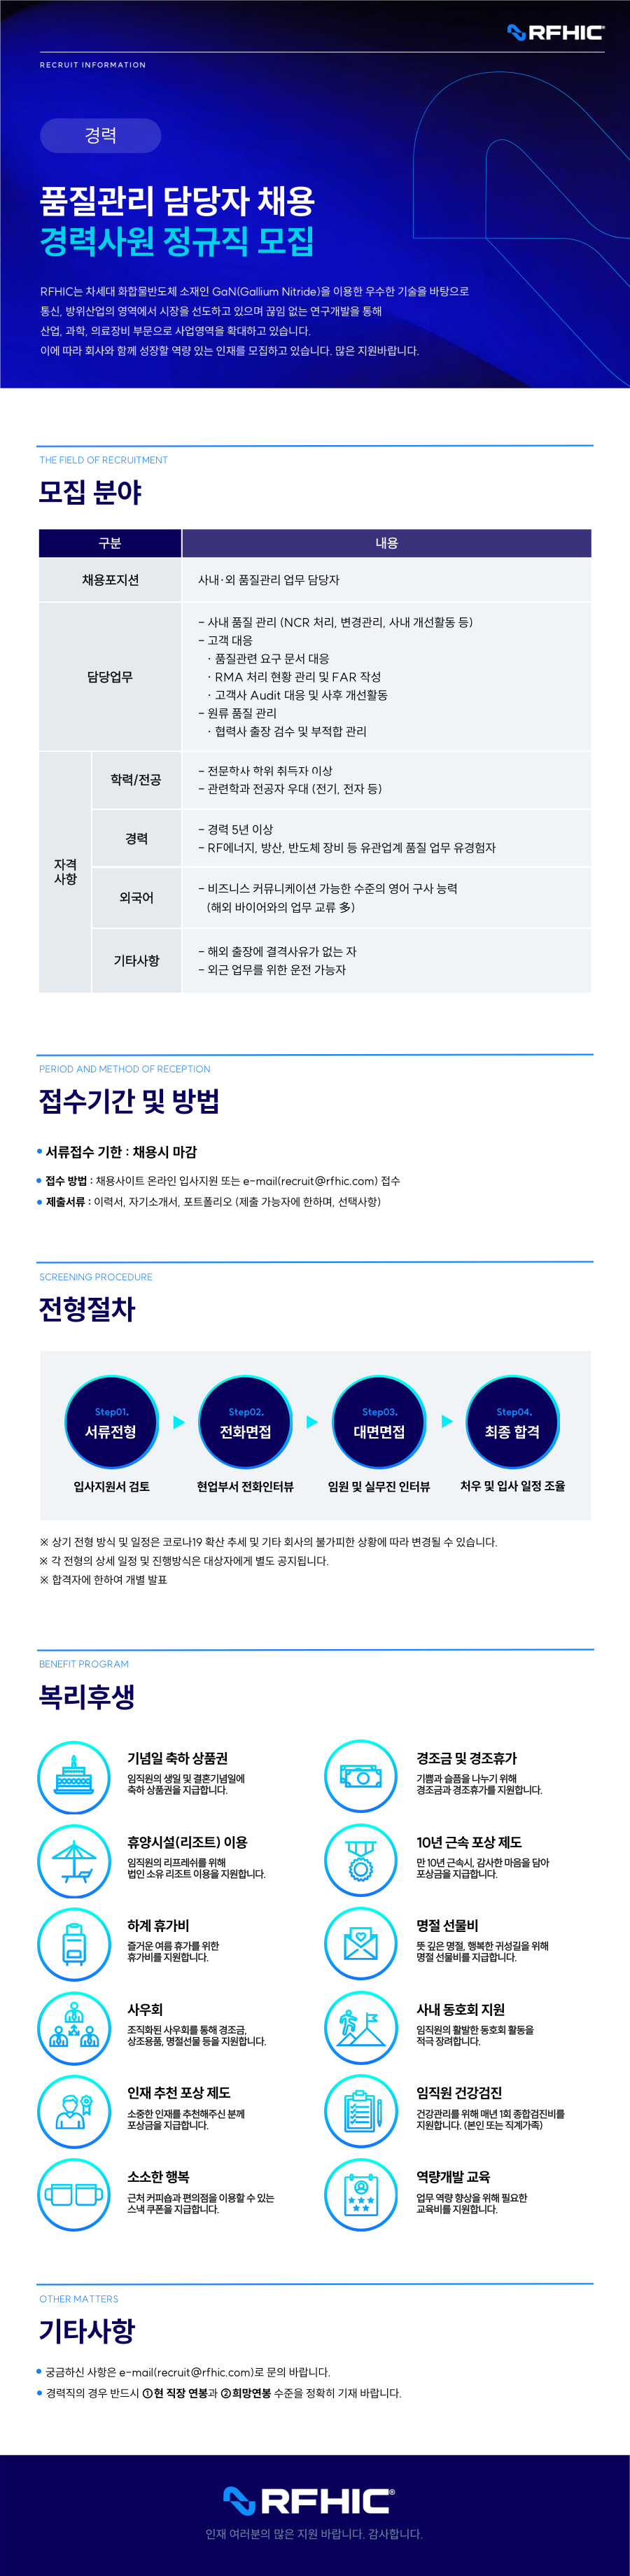 RFHIC®
RECRUIT INFORMATION
경력
품질관리 담당자 채용
경력사원 정규직 모집
RFHIC는 차세대 화합물반도체 소재인 GaN(Gallium Nitride)을 이용한 우수한 기술을 바탕으로
통신, 방위산업의 영역에서 시장을 선도하고 있으며 끊임 없는 연구개발을 통해
산업, 과학, 의료장비 부문으로 사업영역을 확대하고 있습니다.
이에 따라 회사와 함께 성장할 역량 있는 인재를 모집하고 있습니다. 많은 지원바랍니다.
THE FIELD OF RECRUITMENT
모집 분야
구분
내용
채용포지션
사내·외 품질관리 업무 담당자
담당업무
- 사내 품질 관리 (NCR 처리, 변경관리, 사내 개선활동 등)
- 고객 대응
· 품질관련 요구 문서 대응
· RMA 처리 현황 관리 및 FAR 작성
· 고객사 Audit 대응 및 사후 개선활동
- 원류 품질 관리
· 협력사 출장 검수 및 부적합 관리
자격
사항
학력/전공
- 전문학사 학위 취득자 이상
- 관련학과 전공자 우대 (전기, 전자 등)
경력
- 경력 5년 이상
- RF에너지, 방산, 반도체 장비 등 유관업계 품질 업무 유경험자
외국어
- 비즈니스 커뮤니케이션 가능한 수준의 영어 구사 능력
(해외 바이어와의 업무 교류 多)
기타사항
- 해외 출장에 결격사유가 없는 자
- 외근 업무를 위한 운전 가능자
PERIOD AND METHOD OF RECEPTION
접수기간 및 방법
• 서류접수 기한 : 채용시 마감
• 접수 방법 : 채용사이트 온라인 입사지원 또는 e-mail(recruit@rfhic.com) 접수
• 제출서류 : 이력서, 자기소개서, 포트폴리오 (제출 가능자에 한하며, 선택사항)
SCREENING PROCEDURE
전형절차
Step01.
서류전형
입사지원서 검토
Step02.
전화면접
현업부서 전화인터뷰
Step03.
대면면접
임원 및 실무진 인터뷰
Step04.
최종 합격
처우 및 입사 일정 조율
※ 상기 전형 방식 및 일정은 코로나19 확산 추세 및 기타 회사의 불가피한 상황에 따라 변경될 수 있습니다.
※ 각 전형의 상세 일정 및 진행방식은 대상자에게 별도 공지됩니다.
※ 합격자에 한하여 개별 발표
BENEFIT PROGRAM
복리후생
기념일 축하 상품권
임직원의 생일 및 결혼기념일에
축하 상품권을 지급합니다.
경조금 및 경조휴가
기쁨과 슬픔을 나누기 위해
경조금과 경조휴가를 지원합니다.
휴양시설(리조트) 이용
임직원의 리프레쉬를 위해
법인 소유 리조트 이용을 지원합니다.
10년 근속 포상 제도
만 10년 근속시, 감사한 마음을 담아
포상금을 지급합니다.
하계 휴가비
즐거운 여름 휴가를 위한
휴가비를 지원합니다.
명절 선물비
뜻 깊은 명절, 행복한 귀성길을 위해
명절 선물비를 지급합니다.
사우회
조직화된 사우회를 통해 경조금,
상조용품, 명절선물 등을 지원합니다.
사내 동호회 지원
임직원의 활발한 동호회 활동을
적극 장려합니다.
인재 추천 포상 제도
소중한 인재를 추천해주신 분께
포상금을 지급합니다.
임직원 건강검진
건강관리를 위해 매년 1회 종합검진비를
지원합니다. (본인 또는 직계가족)
소소한 행복
근처 커피숍과 편의점을 이용할 수 있는
스낵 쿠폰을 지급합니다.
역량개발 교육
업무 역량 향상을 위해 필요한
교육비를 지원합니다.
OTHER MATTERS
기타사항
• 궁금하신 사항은 e-mail(recruit@rfhic.com)로 문의 바랍니다.
• 경력직의 경우 반드시 ①현 직장 연봉과 ②희망연봉 수준을 정확히 기재 바랍니다.
RFHIC®
인재 여러분의 많은 지원 바랍니다. 감사합니다.